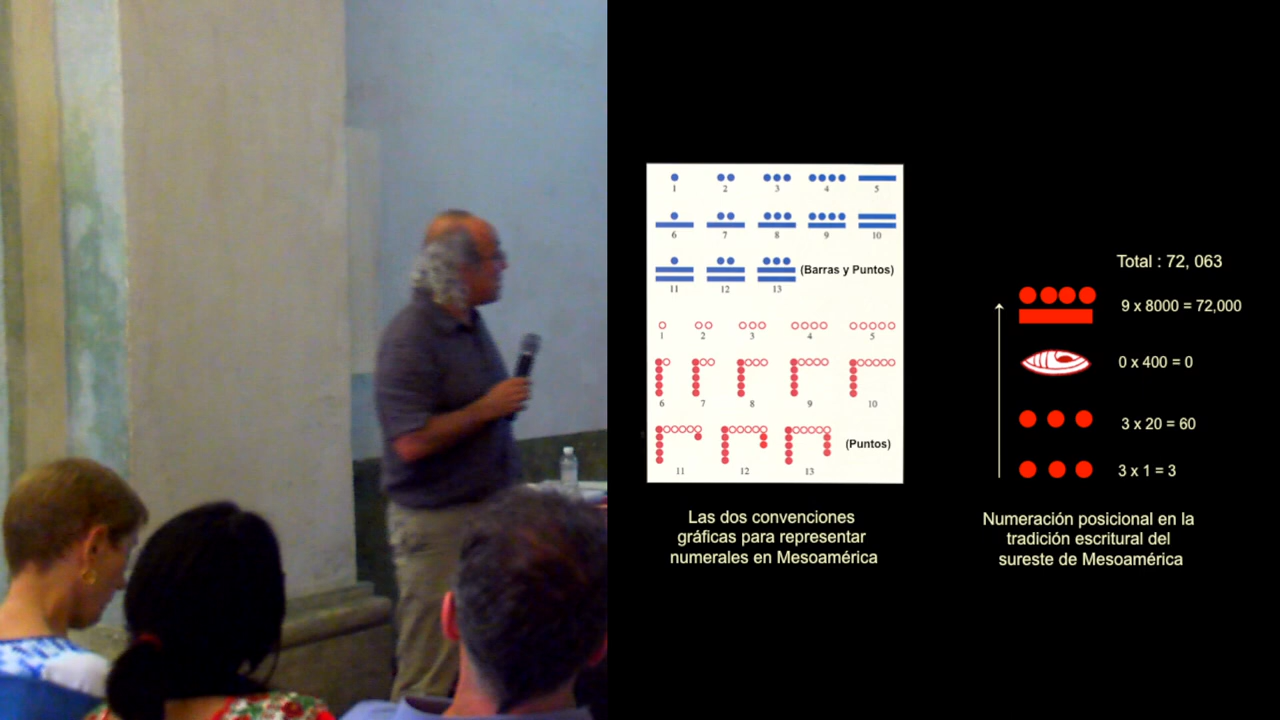 1 2 3 4 5
6 7 8 9 10
11 12 13 (Barras y Puntos)
1 2 3 4 5
6 7 8 9 10
11 12 13 (Puntos)
Las dos convenciones
gráficas para representar
numerales en Mesoamérica
Total : 72, 063
9 x 8000 = 72,000
0 x 400 = 0
3 x 20 = 60
3 x 1 = 3
Numeración posicional en la
tradición escritural del
sureste de Mesoamérica